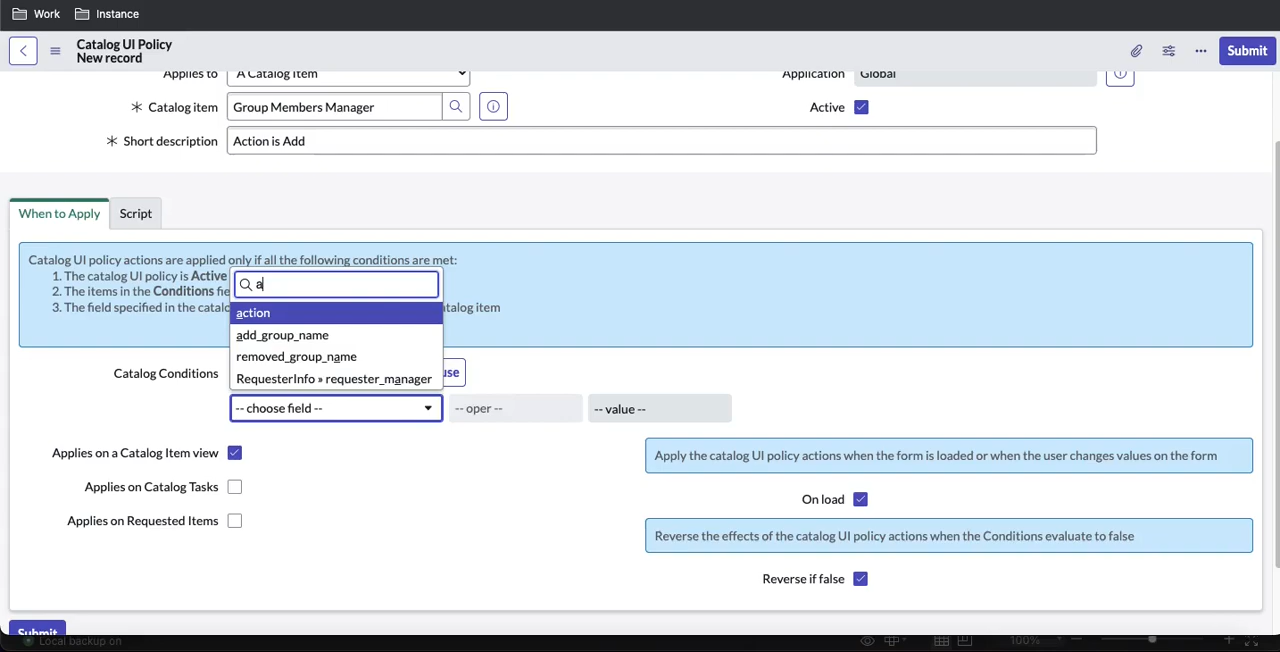 Work Instance
Catalog UI Policy
New record
Submit
Applies to A Catalog Item Application Global
Catalog item Group Members Manager Active
Short description Action is Add
When to Apply Script
Catalog UI policy actions are applied only if all the following conditions are met:
1. The catalog UI policy is Active
2. The items in the Conditions fie
3. The field specified in the catalo atalog item
a
action
add_group_name
removed_group_name
RequesterInfo » requester_manager
Catalog Conditions use
-- choose field -- -- oper -- -- value --
Applies on a Catalog Item view
Apply the catalog UI policy actions when the form is loaded or when the user changes values on the form
Applies on Catalog Tasks
On load
Applies on Requested Items
Reverse the effects of the catalog UI policy actions when the Conditions evaluate to false
Reverse if false
Submit
Local backup on 100%